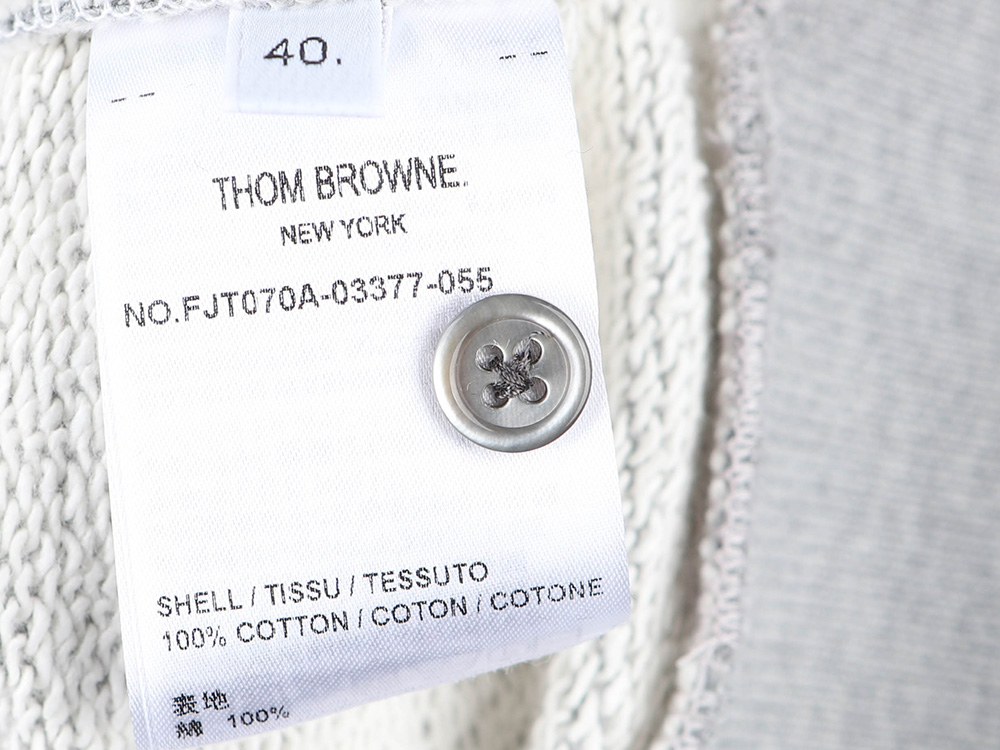 40.
THOM BROWNE.
NEW YORK
NO.FJT070A-03377-055
SHELL / TISSU / TESSUTO
100% COTTON / COTON / COTONE
表地
綿 100%